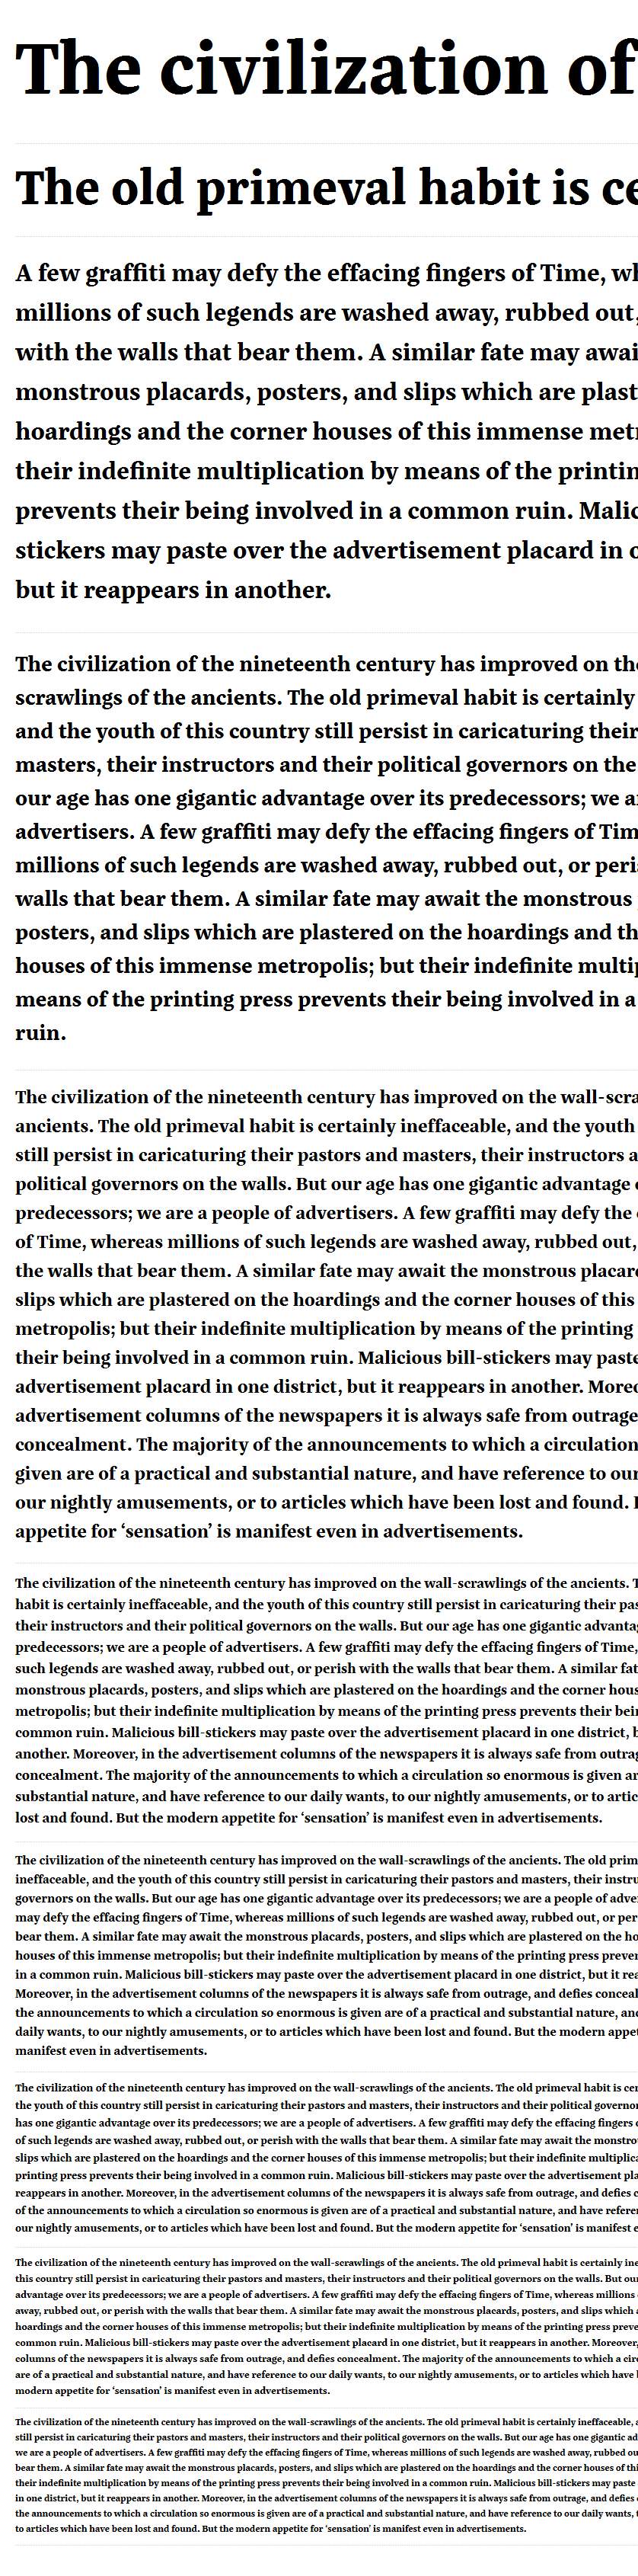 The civilization of
The old primeval habit is ce
A few graffiti may defy the effacing fingers of Time, wh
millions of such legends are washed away, rubbed out,
with the walls that bear them. A similar fate may awai
monstrous placards, posters, and slips which are plast
hoardings and the corner houses of this immense metr
their indefinite multiplication by means of the printin
prevents their being involved in a common ruin. Malic
stickers may paste over the advertisement placard in o
but it reappears in another.
The civilization of the nineteenth century has improved on the
scrawlings of the ancients. The old primeval habit is certainly
and the youth of this country still persist in caricaturing their
masters, their instructors and their political governors on the
our age has one gigantic advantage over its predecessors; we ar
advertisers. A few graffiti may defy the effacing fingers of Tim
millions of such legends are washed away, rubbed out, or peris
walls that bear them. A similar fate may await the monstrous
posters, and slips which are plastered on the hoardings and th
houses of this immense metropolis; but their indefinite multip
means of the printing press prevents their being involved in a
ruin.
The civilization of the nineteenth century has improved on the wall-scra
ancients. The old primeval habit is certainly ineffaceable, and the youth
still persist in caricaturing their pastors and masters, their instructors a
political governors on the walls. But our age has one gigantic advantage
predecessors; we are a people of advertisers. A few graffiti may defy the
of Time, whereas millions of such legends are washed away, rubbed out,
the walls that bear them. A similar fate may await the monstrous placar
slips which are plastered on the hoardings and the corner houses of this
metropolis; but their indefinite multiplication by means of the printing
their being involved in a common ruin. Malicious bill-stickers may paste
advertisement placard in one district, but it reappears in another. Moreo
advertisement columns of the newspapers it is always safe from outrage
concealment. The majority of the announcements to which a circulation
given are of a practical and substantial nature, and have reference to our
our nightly amusements, or to articles which have been lost and found.
appetite for ‘sensation’ is manifest even in advertisements.
The civilization of the nineteenth century has improved on the wall-scrawlings of the ancients. T
habit is certainly ineffaceable, and the youth of this country still persist in caricaturing their pas
their instructors and their political governors on the walls. But our age has one gigantic advantag
predecessors; we are a people of advertisers. A few graffiti may defy the effacing fingers of Time,
such legends are washed away, rubbed out, or perish with the walls that bear them. A similar fat
monstrous placards, posters, and slips which are plastered on the hoardings and the corner hous
metropolis; but their indefinite multiplication by means of the printing press prevents their bein
common ruin. Malicious bill-stickers may paste over the advertisement placard in one district, b
another. Moreover, in the advertisement columns of the newspapers it is always safe from outrag
concealment. The majority of the announcements to which a circulation so enormous is given ar
substantial nature, and have reference to our daily wants, to our nightly amusements, or to artic
lost and found. But the modern appetite for ‘sensation’ is manifest even in advertisements.
The civilization of the nineteenth century has improved on the wall-scrawlings of the ancients. The old prim
ineffaceable, and the youth of this country still persist in caricaturing their pastors and masters, their instru
governors on the walls. But our age has one gigantic advantage over its predecessors; we are a people of adve
may defy the effacing fingers of Time, whereas millions of such legends are washed away, rubbed out, or per
bear them. A similar fate may await the monstrous placards, posters, and slips which are plastered on the ho
houses of this immense metropolis; but their indefinite multiplication by means of the printing press preven
in a common ruin. Malicious bill-stickers may paste over the advertisement placard in one district, but it rea
Moreover, in the advertisement columns of the newspapers it is always safe from outrage, and defies conceal
the announcements to which a circulation so enormous is given are of a practical and substantial nature, and
daily wants, to our nightly amusements, or to articles which have been lost and found. But the modern appet
manifest even in advertisements.
The civilization of the nineteenth century has improved on the wall-scrawlings of the ancients. The old primeval habit is cer
the youth of this country still persist in caricaturing their pastors and masters, their instructors and their political governor
has one gigantic advantage over its predecessors; we are a people of advertisers. A few graffiti may defy the effacing fingers o
of such legends are washed away, rubbed out, or perish with the walls that bear them. A similar fate may await the monstro
slips which are plastered on the hoardings and the corner houses of this immense metropolis; but their indefinite multiplica
printing press prevents their being involved in a common ruin. Malicious bill-stickers may paste over the advertisement pla
reappears in another. Moreover, in the advertisement columns of the newspapers it is always safe from outrage, and defies c
of the announcements to which a circulation so enormous is given are of a practical and substantial nature, and have referen
our nightly amusements, or to articles which have been lost and found. But the modern appetite for ‘sensation’ is manifest e
The civilization of the nineteenth century has improved on the wall-scrawlings of the ancients. The old primeval habit is certainly ine
this country still persist in caricaturing their pastors and masters, their instructors and their political governors on the walls. But our
advantage over its predecessors; we are a people of advertisers. A few graffiti may defy the effacing fingers of Time, whereas millions
away, rubbed out, or perish with the walls that bear them. A similar fate may await the monstrous placards, posters, and slips which a
hoardings and the corner houses of this immense metropolis; but their indefinite multiplication by means of the printing press preve
common ruin. Malicious bill-stickers may paste over the advertisement placard in one district, but it reappears in another. Moreover,
columns of the newspapers it is always safe from outrage, and defies concealment. The majority of the announcements to which a circ
are of a practical and substantial nature, and have reference to our daily wants, to our nightly amusements, or to articles which have
modern appetite for ‘sensation’ is manifest even in advertisements.
The civilization of the nineteenth century has improved on the wall-scrawlings of the ancients. The old primeval habit is certainly ineffaceable, a
still persist in caricaturing their pastors and masters, their instructors and their political governors on the walls. But our age has one gigantic ad
we are a people of advertisers. A few graffiti may defy the effacing fingers of Time, whereas millions of such legends are washed away, rubbed ou
bear them. A similar fate may await the monstrous placards, posters, and slips which are plastered on the hoardings and the corner houses of thi
their indefinite multiplication by means of the printing press prevents their being involved in a common ruin. Malicious bill-stickers may paste
in one district, but it reappears in another. Moreover, in the advertisement columns of the newspapers it is always safe from outrage, and defies
the announcements to which a circulation so enormous is given are of a practical and substantial nature, and have reference to our daily wants, t
to articles which have been lost and found. But the modern appetite for ‘sensation’ is manifest even in advertisements.